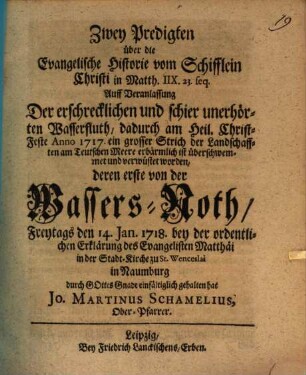 19
Zwey Predigten
über die
Evangelische Historie vom Schifflein
Christi in Matth. IIX. 23. seq.
Auff Veranlassung
Der erschrecklichen und schier unerhör-
ten Wasserfluth, dadurch am Heil. Christ-
Feste Anno 1717. ein grosser Strich der Landschaff-
ten am Teutschen Meere erbärmlich ist überschwem-
met und verwüstet worden,
deren erste von der
Wassers-Noth/
Freytags den 14. Jan. 1718. bey der ordentli-
chen Erklärung des Evangelisten Matthäi
in der Stadt-Kirche zu St. Wenceslai
in Naumburg
durch GOttes Gnade einfältiglich gehalten hat
JO. MARTINUS SCHAMELIUS,
Ober-Pfarrer.
Leipzig,
Bey Friedrich Lanckischens, Erben.